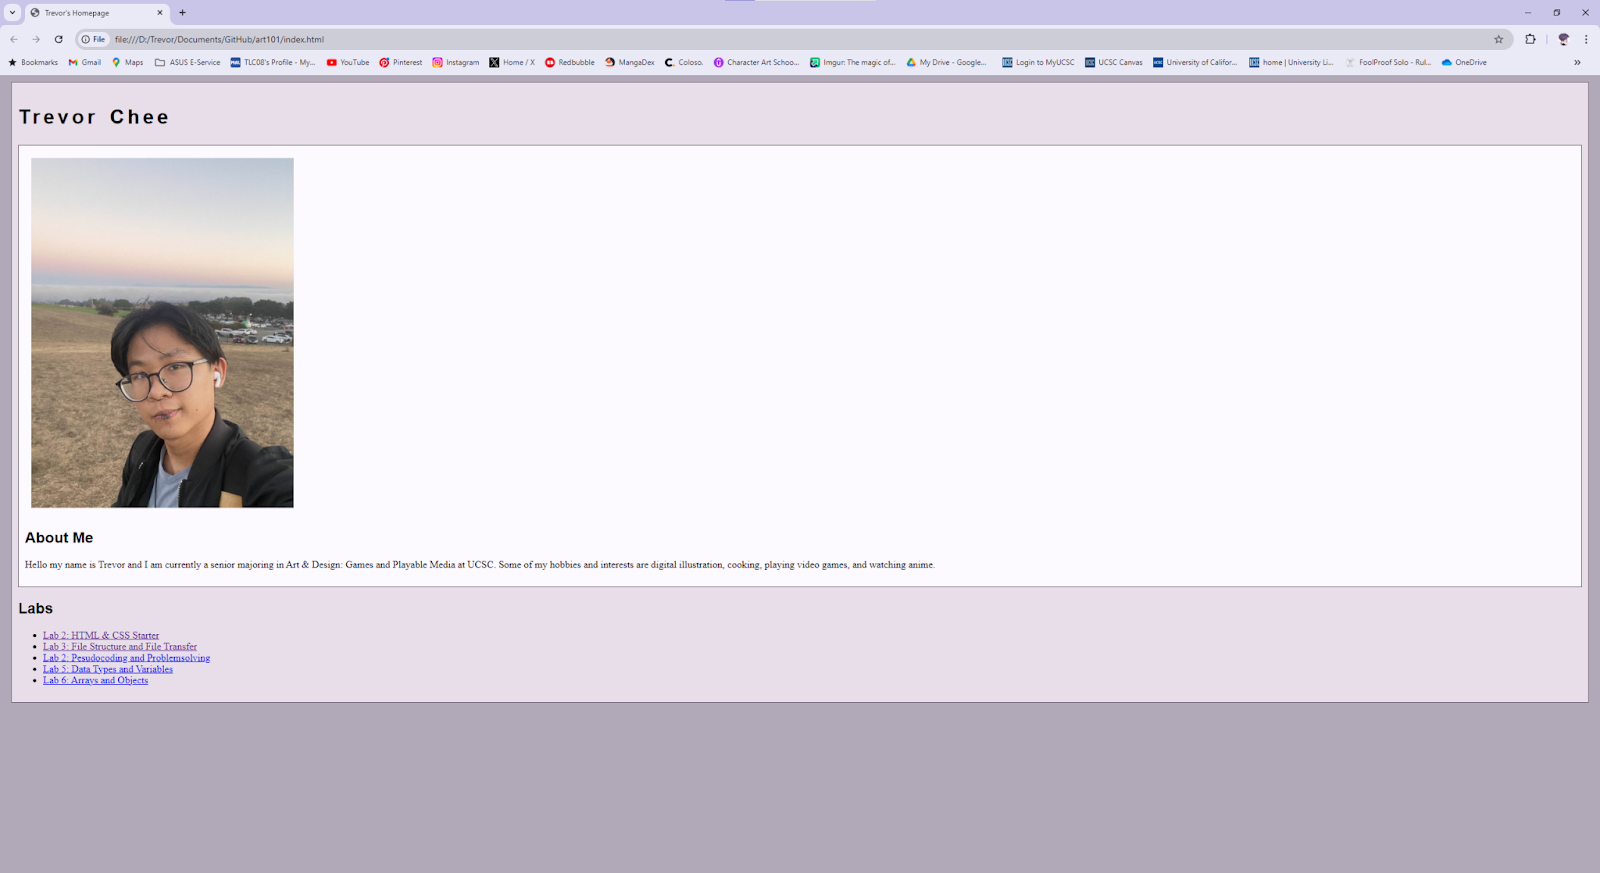 Trevor's Homepage
File file:///D:/Trevor/Documents/GitHub/art101/index.html
Bookmarks Gmail Maps ASUS E-Service TLC08's Profile - My... YouTube Pinterest Instagram Home / X Redbubble MangaDex Coloso. Character Art Schoo... Imgur: The magic of... My Drive - Google... Login to MyUCSC UCSC Canvas University of Califor... home | University Li... FoolProof Solo - Rul... OneDrive
Trevor Chee
About Me
Hello my name is Trevor and I am currently a senior majoring in Art & Design: Games and Playable Media at UCSC. Some of my hobbies and interests are digital illustration, cooking, playing video games, and watching anime.
Labs
Lab 2: HTML & CSS Starter
Lab 3: File Structure and File Transfer
Lab 2: Pesudocoding and Problemsolving
Lab 5: Data Types and Variables
Lab 6: Arrays and Objects